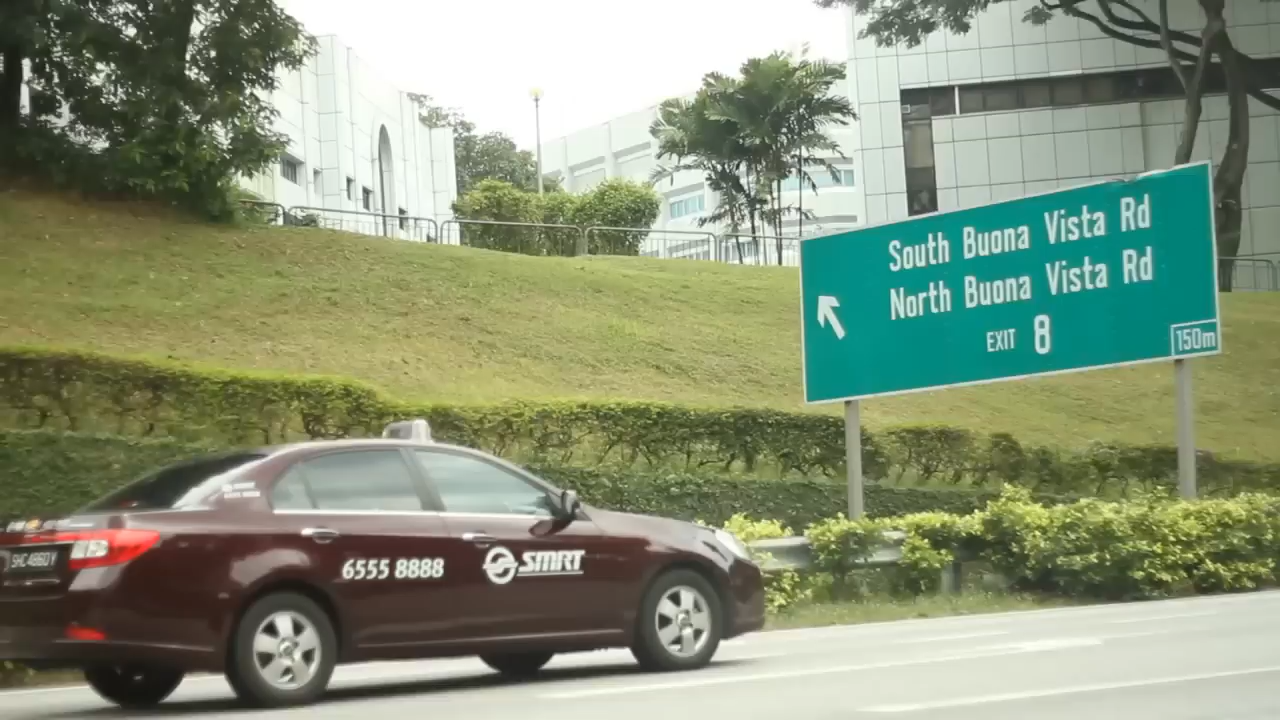 South Buona Vista Rd
North Buona Vista Rd
EXIT 8
150m
6555 8888
SMRT